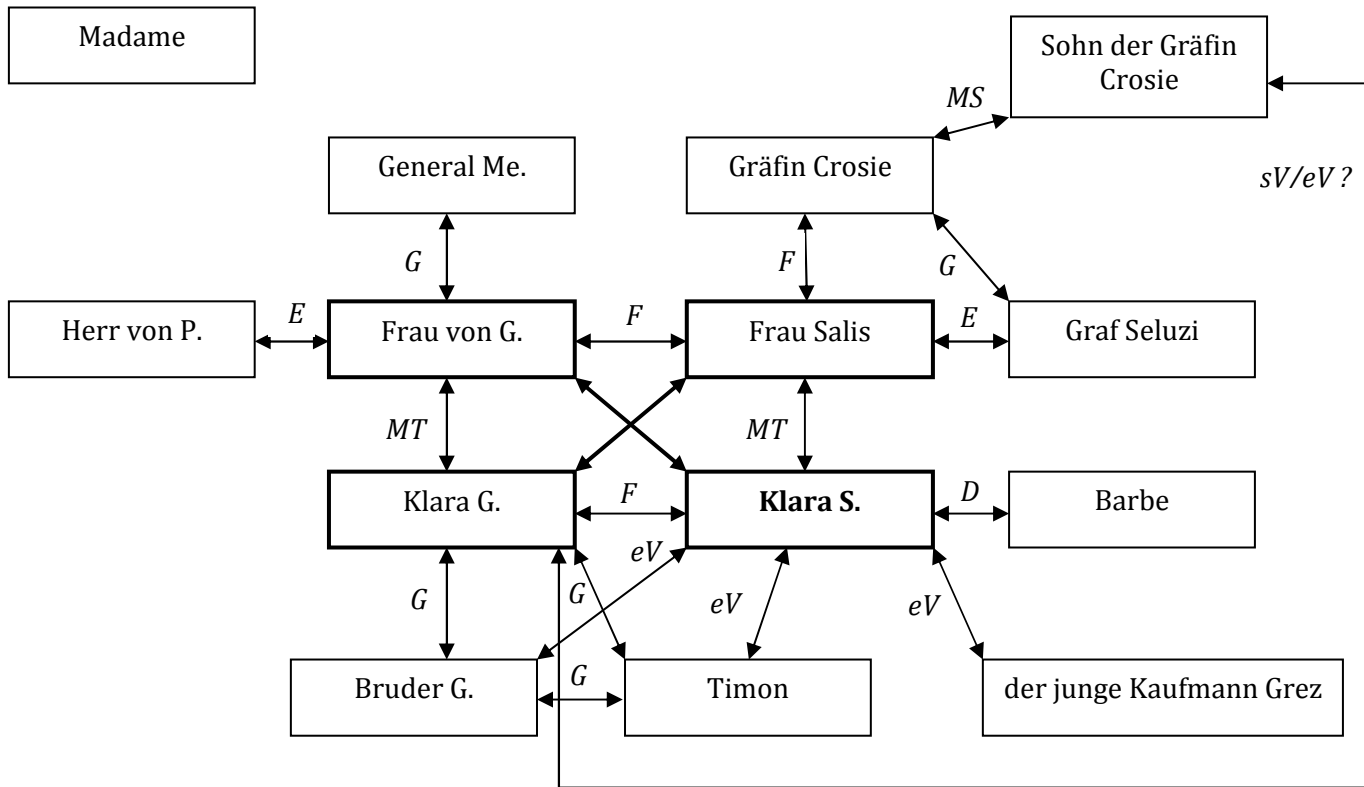 Madame
Sohn der Gräfin
Crosie
MS
General Me.
Gräfin Crosie
sV/eV ?
G
F
G
Herr von P.
E
Frau von G.
F
Frau Salis
E
Graf Seluzi
MT
MT
Klara G.
F
Klara S.
D
Barbe
eV
G
G
eV
eV
Bruder G.
G
Timon
der junge Kaufmann Grez